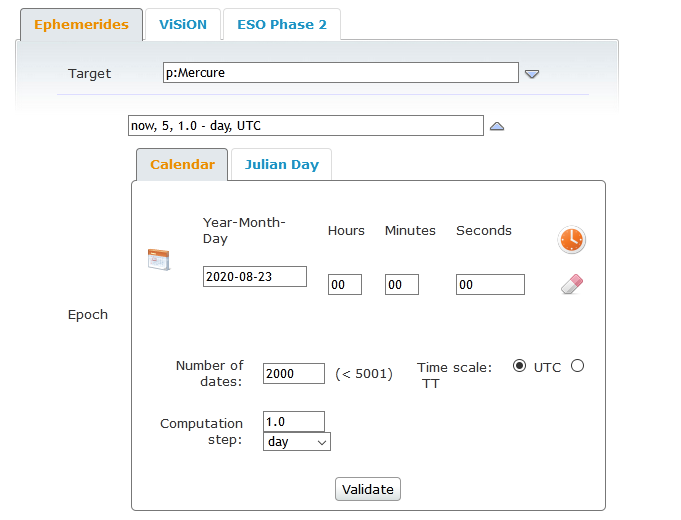 Ephemerides ViSiON ESO Phase 2
Target p:Mercure
now, 5, 1.0 - day, UTC
Calendar Julian Day
Year-Month-
Day
Hours Minutes Seconds
2020-08-23 00 00 00
Epoch
Number of
dates:
2000 (< 5001)
Time scale: UTC
TT
Computation
step:
1.0
day
Validate